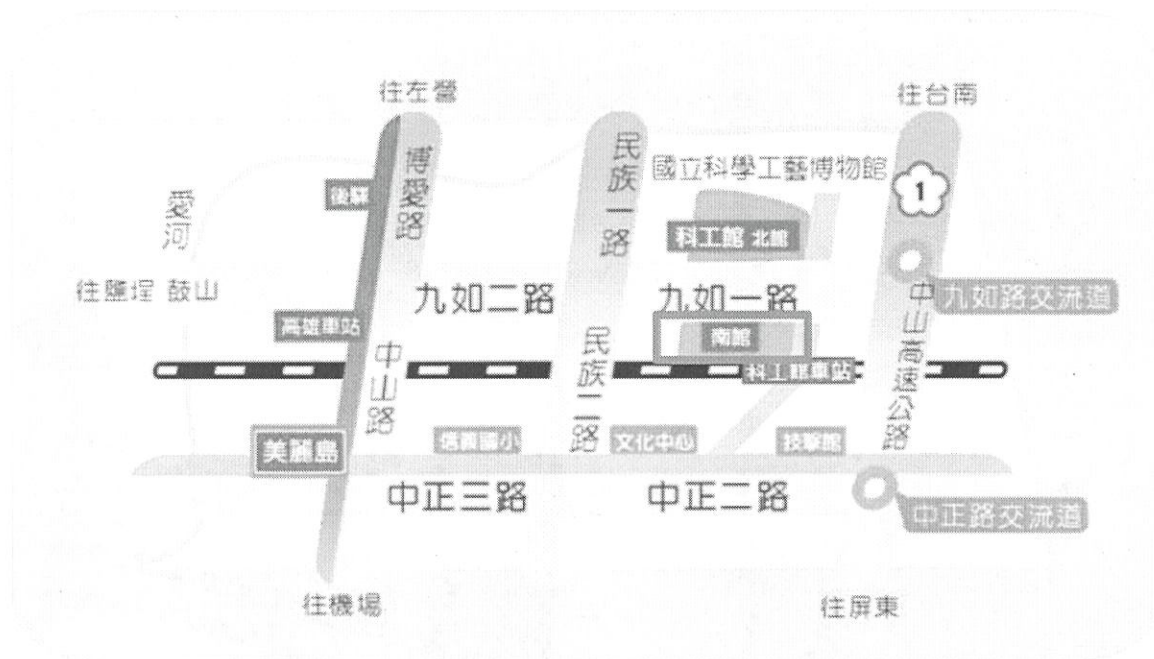 往左營
往台南
民族一路
國立科學工藝博物館
博愛路
1
後驛
愛河
科工館 北館
往鹽埕 鼓山
九如二路
九如一路
九如路交流道
高雄車站
南館
中山路
民族二路
中山高速公路
科工館車站
美麗島
信義國小
文化中心
技擊館
中正三路
中正二路
中正路交流道
往機場
往屏東